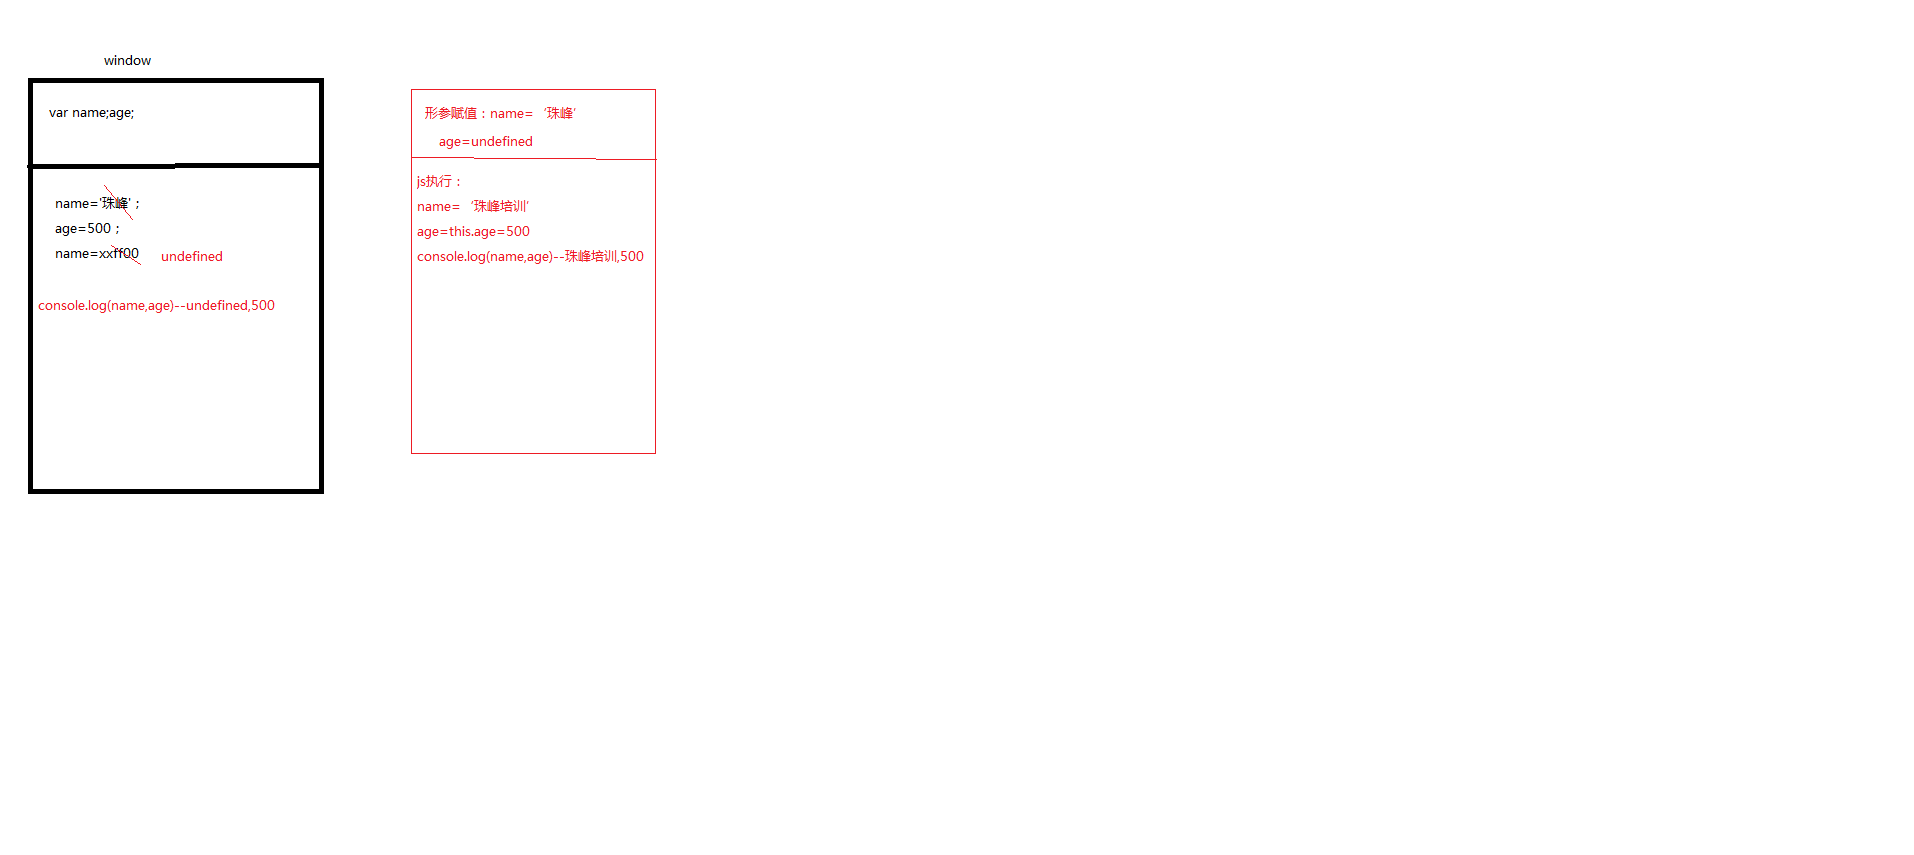 window
var name;age;
name='珠峰' ;
age=500 ;
name=xxff00 undefined
console.log(name,age)--undefined,500
形参赋值：name=‘珠峰’
age=undefined
js执行：
name=‘珠峰培训’
age=this.age=500
console.log(name,age)--珠峰培训,500